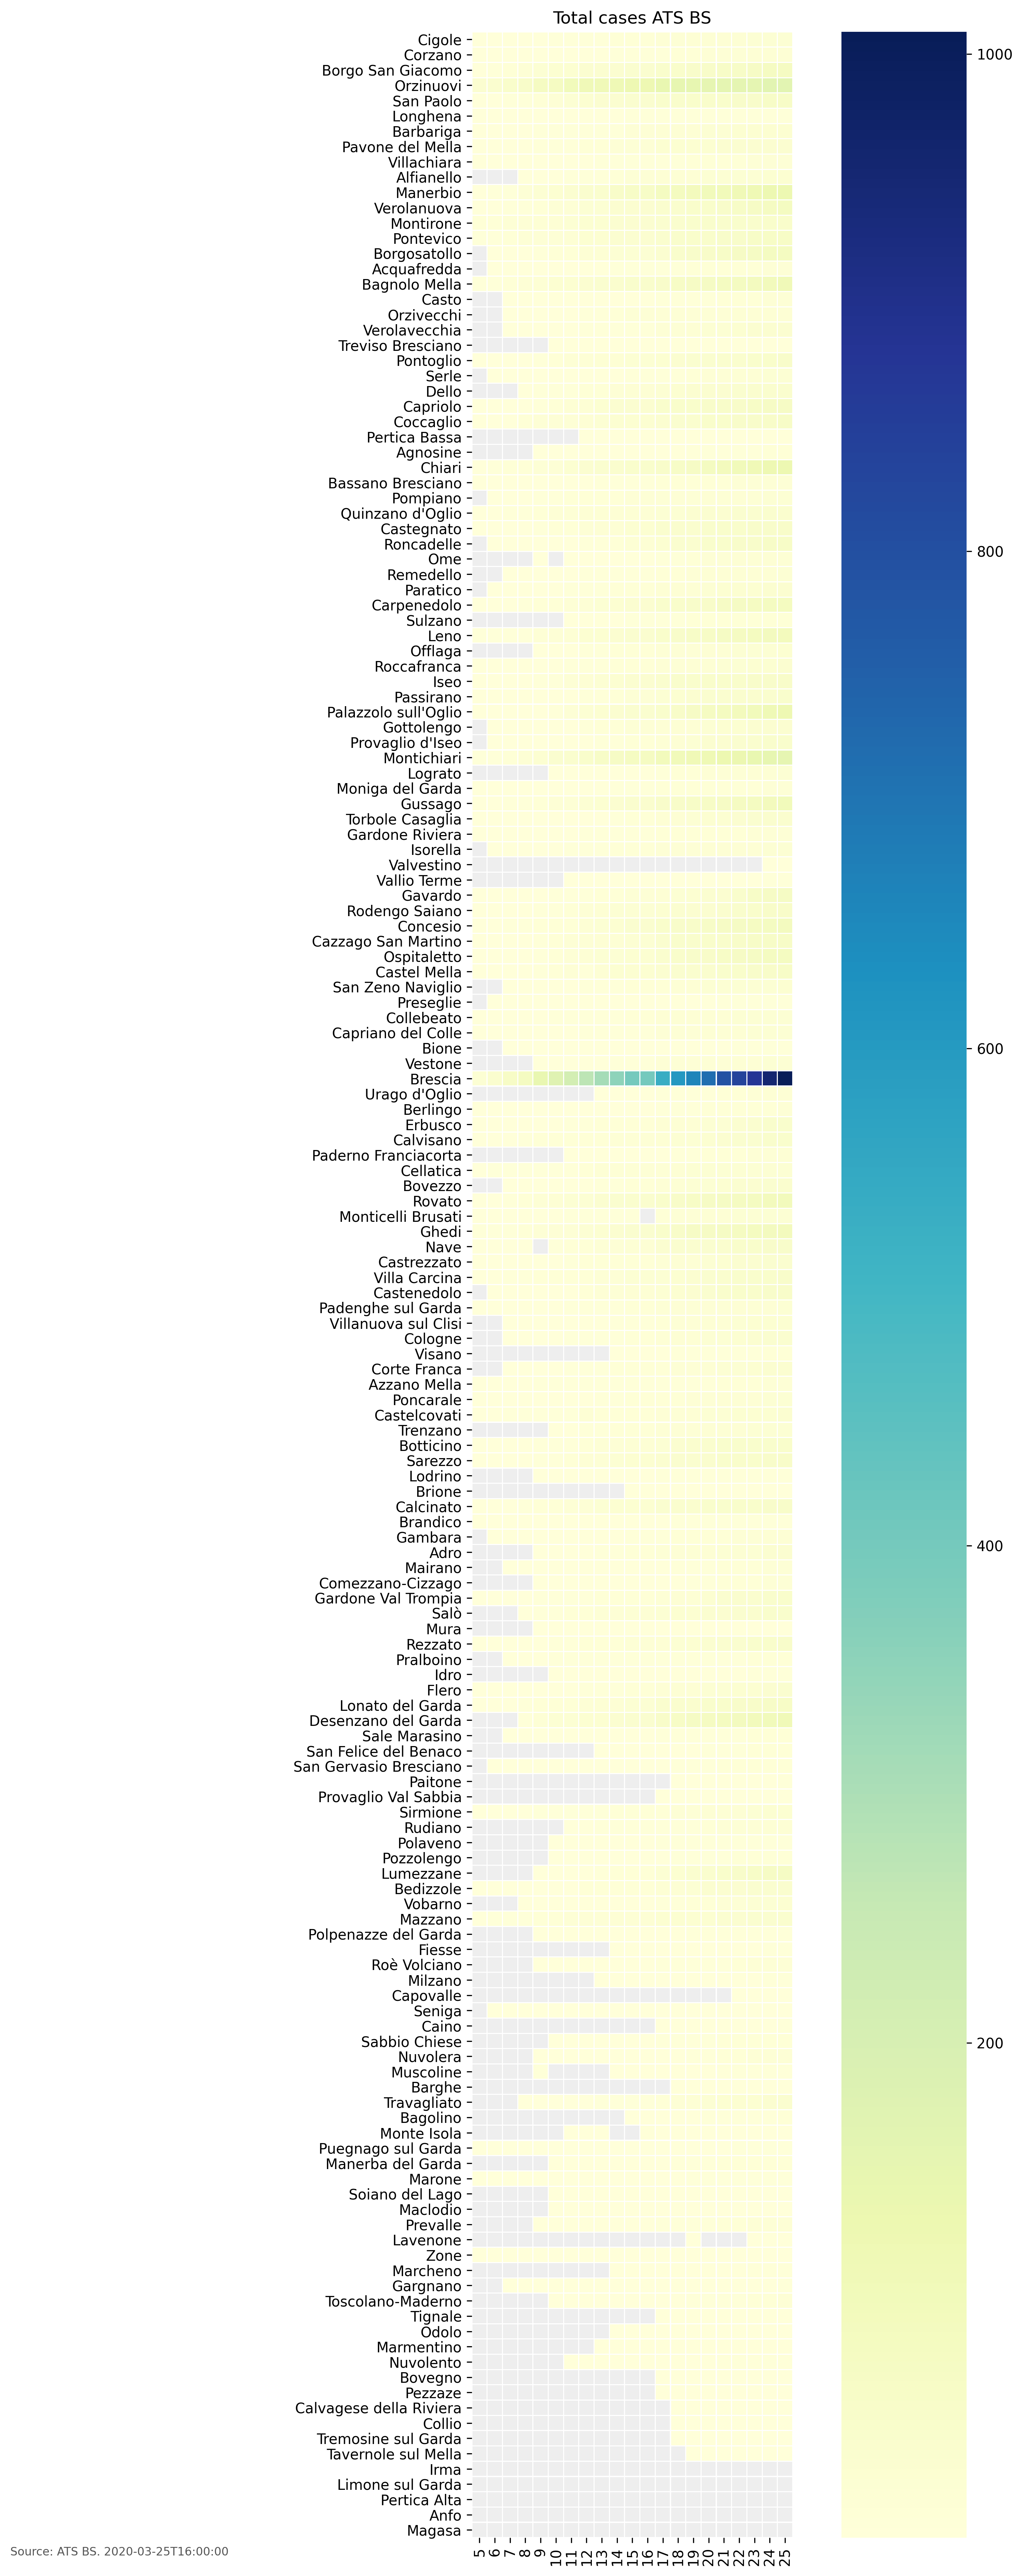 Total cases ATS BS
Cigole
Corzano
Borgo San Giacomo
Orzinuovi
San Paolo
Longhena
Barbariga
Pavone del Mella
Villachiara
Alfianello
Manerbio
Verolanuova
Montirone
Pontevico
Borgosatollo
Acquafredda
Bagnolo Mella
Casto
Orzivecchi
Verolavecchia
Treviso Bresciano
Pontoglio
Serle
Dello
Capriolo
Coccaglio
Pertica Bassa
Agnosine
Chiari
Bassano Bresciano
Pompiano
Quinzano d'Oglio
Castegnato
Roncadelle
Ome
Remedello
Paratico
Carpenedolo
Sulzano
Leno
Offlaga
Roccafranca
Iseo
Passirano
Palazzolo sull'Oglio
Gottolengo
Provaglio d'Iseo
Montichiari
Lograto
Moniga del Garda
Gussago
Torbole Casaglia
Gardone Riviera
Isorella
Valvestino
Vallio Terme
Gavardo
Rodengo Saiano
Concesio
Cazzago San Martino
Ospitaletto
Castel Mella
San Zeno Naviglio
Preseglie
Collebeato
Capriano del Colle
Bione
Vestone
Brescia
Urago d'Oglio
Berlingo
Erbusco
Calvisano
Paderno Franciacorta
Cellatica
Bovezzo
Rovato
Monticelli Brusati
Ghedi
Nave
Castrezzato
Villa Carcina
Castenedolo
Padenghe sul Garda
Villanuova sul Clisi
Cologne
Visano
Corte Franca
Azzano Mella
Poncarale
Castelcovati
Trenzano
Botticino
Sarezzo
Lodrino
Brione
Calcinato
Brandico
Gambara
Adro
Mairano
Comezzano-Cizzago
Gardone Val Trompia
Salò
Mura
Rezzato
Pralboino
Idro
Flero
Lonato del Garda
Desenzano del Garda
Sale Marasino
San Felice del Benaco
San Gervasio Bresciano
Paitone
Provaglio Val Sabbia
Sirmione
Rudiano
Polaveno
Pozzolengo
Lumezzane
Bedizzole
Vobarno
Mazzano
Polpenazze del Garda
Fiesse
Roè Volciano
Milzano
Capovalle
Seniga
Caino
Sabbio Chiese
Nuvolera
Muscoline
Barghe
Travagliato
Bagolino
Monte Isola
Puegnago sul Garda
Manerba del Garda
Marone
Soiano del Lago
Maclodio
Prevalle
Lavenone
Zone
Marcheno
Gargnano
Toscolano-Maderno
Tignale
Odolo
Marmentino
Nuvolento
Bovegno
Pezzaze
Calvagese della Riviera
Collio
Tremosine sul Garda
Tavernole sul Mella
Irma
Limone sul Garda
Pertica Alta
Anfo
Magasa
5 6 7 8 9 10 11 12 13 14 15 16 17 18 19 20 21 22 23 24 25
1000
800
600
400
200
Source: ATS BS. 2020-03-25T16:00:00